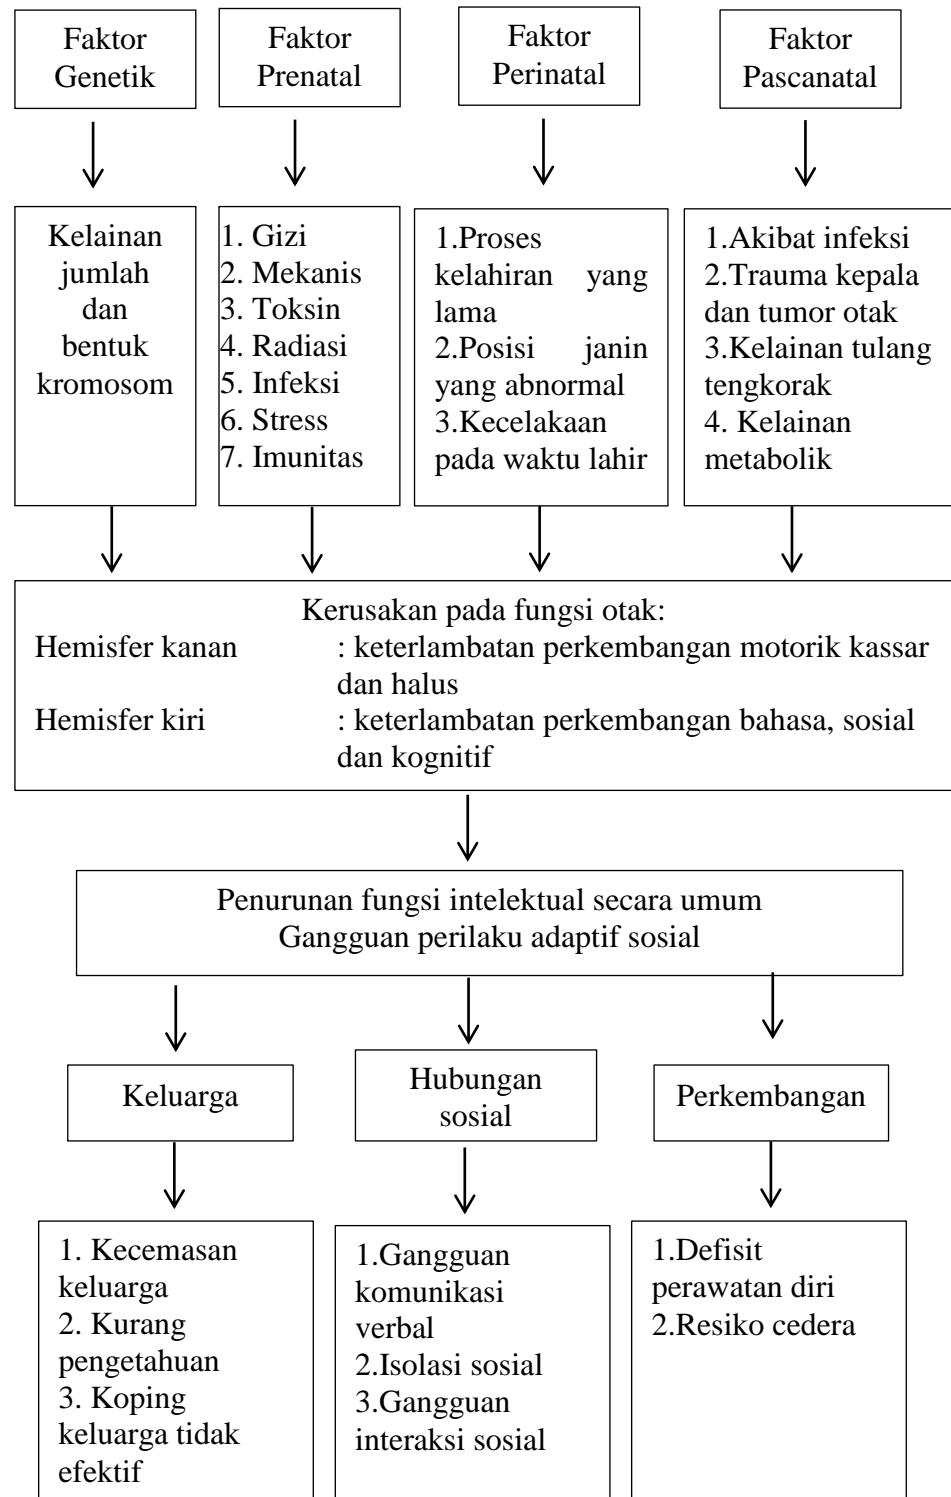 Faktor
Genetik
Faktor
Prenatal
Faktor
Perinatal
Faktor
Pascanatal
Kelainan
jumlah
dan
bentuk
kromosom
1. Gizi
2. Mekanis
3. Toksin
4. Radiasi
5. Infeksi
6. Stress
7. Imunitas
1.Proses
kelahiran yang
lama
2.Posisi janin
yang abnormal
3.Kecelakaan
pada waktu lahir
1.Akibat infeksi
2.Trauma kepala
dan tumor otak
3.Kelainan tulang
tengkorak
4. Kelainan
metabolik
Kerusakan pada fungsi otak:
Hemisfer kanan : keterlambatan perkembangan motorik kassar
dan halus
Hemisfer kiri : keterlambatan perkembangan bahasa, sosial
dan kognitif
Penurunan fungsi intelektual secara umum
Gangguan perilaku adaptif sosial
Keluarga
Hubungan
sosial
Perkembangan
1. Kecemasan
keluarga
2. Kurang
pengetahuan
3. Koping
keluarga tidak
efektif
1.Gangguan
komunikasi
verbal
2.Isolasi sosial
3.Gangguan
interaksi sosial
1.Defisit
perawatan diri
2.Resiko cedera